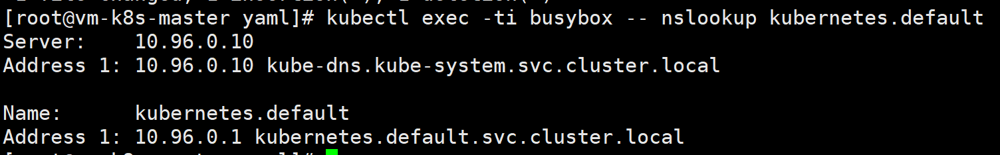 [root@vm-k8s-master yaml]# kubectl exec -ti busybox -- nslookup kubernetes.default
Server:    10.96.0.10
Address 1: 10.96.0.10 kube-dns.kube-system.svc.cluster.local

Name:      kubernetes.default
Address 1: 10.96.0.1 kubernetes.default.svc.cluster.local